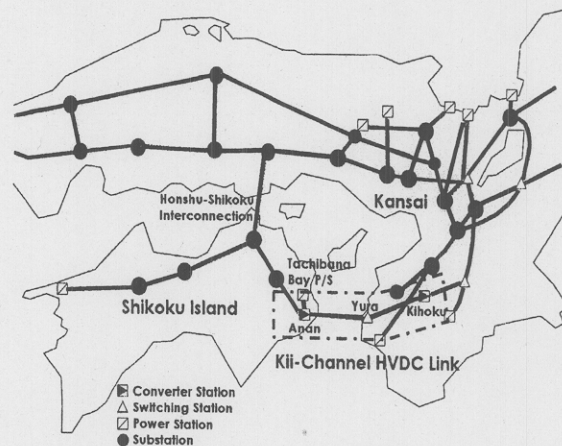 Kansai
Honshu-Shikoku
Interconnection
Tachibana
Bay P/S
Shikoku Island
Yura
Kihoku
Anan
Kii-Channel HVDC Link
Converter Station
Switching Station
Power Station
Substation